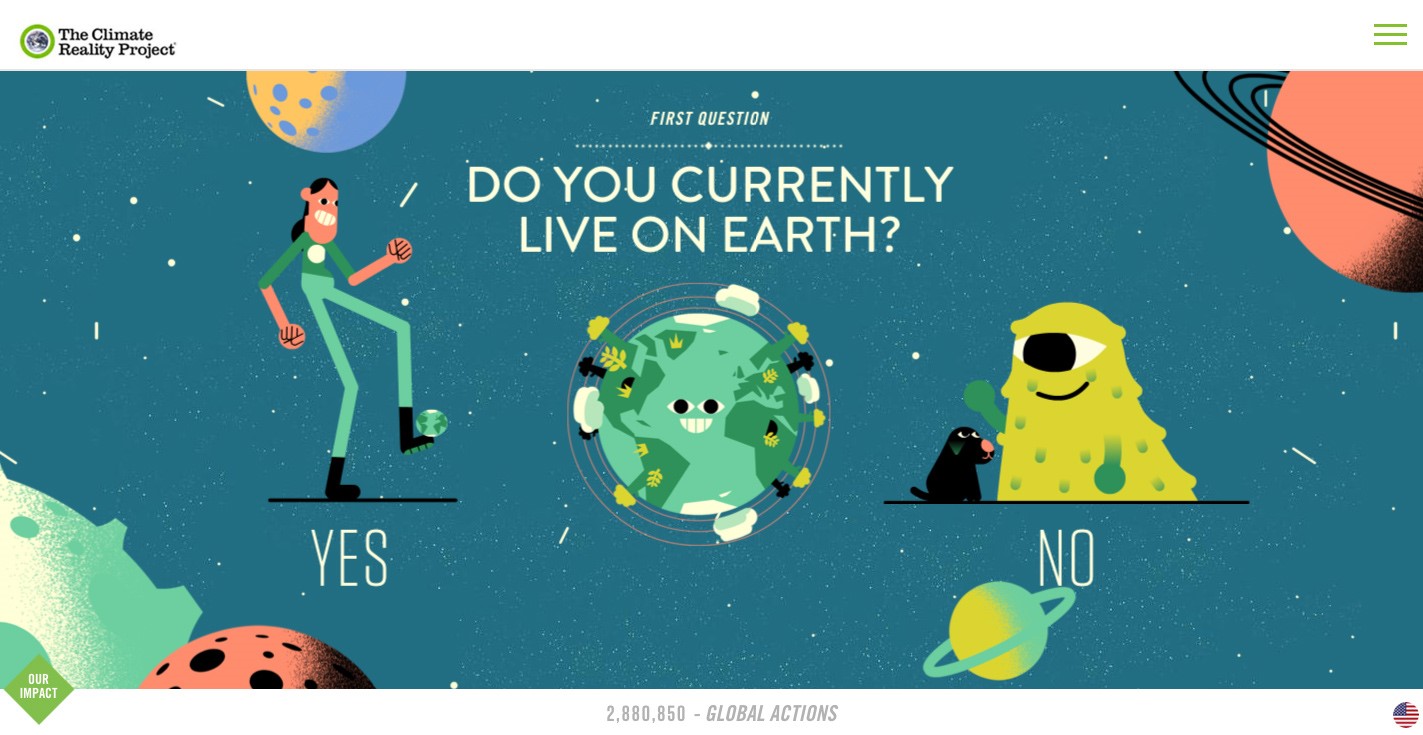 The Climate
Reality Project
FIRST QUESTION
DO YOU CURRENTLY
LIVE ON EARTH?
YES
NO
OUR
IMPACT
2,880,850 - GLOBAL ACTIONS